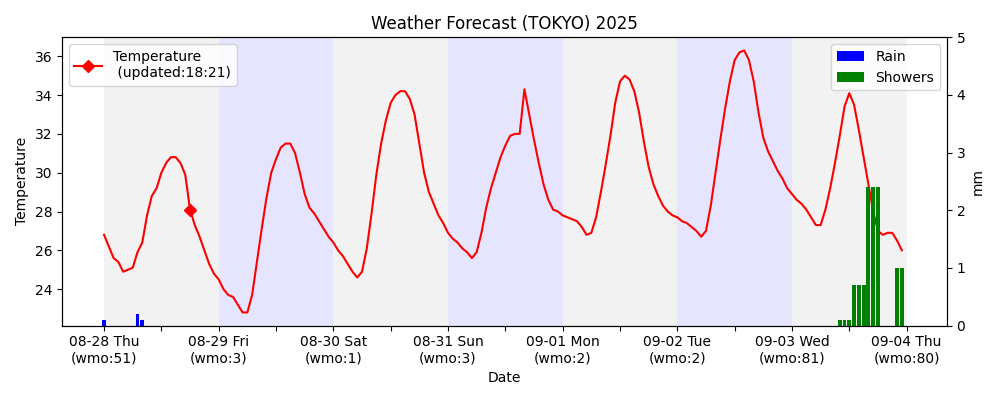 Weather Forecast (TOKYO) 2025
Temperature
(updated:18:21)
Rain
Showers
36
34
32
30
28
26
24
Temperature
5
4
3
2
1
0
mm
08-28 Thu
(wmo:51)
08-29 Fri
(wmo:3)
08-30 Sat
(wmo:1)
08-31 Sun
(wmo:3)
09-01 Mon
(wmo:2)
09-02 Tue
(wmo:2)
09-03 Wed
(wmo:81)
09-04 Thu
(wmo:80)
Date